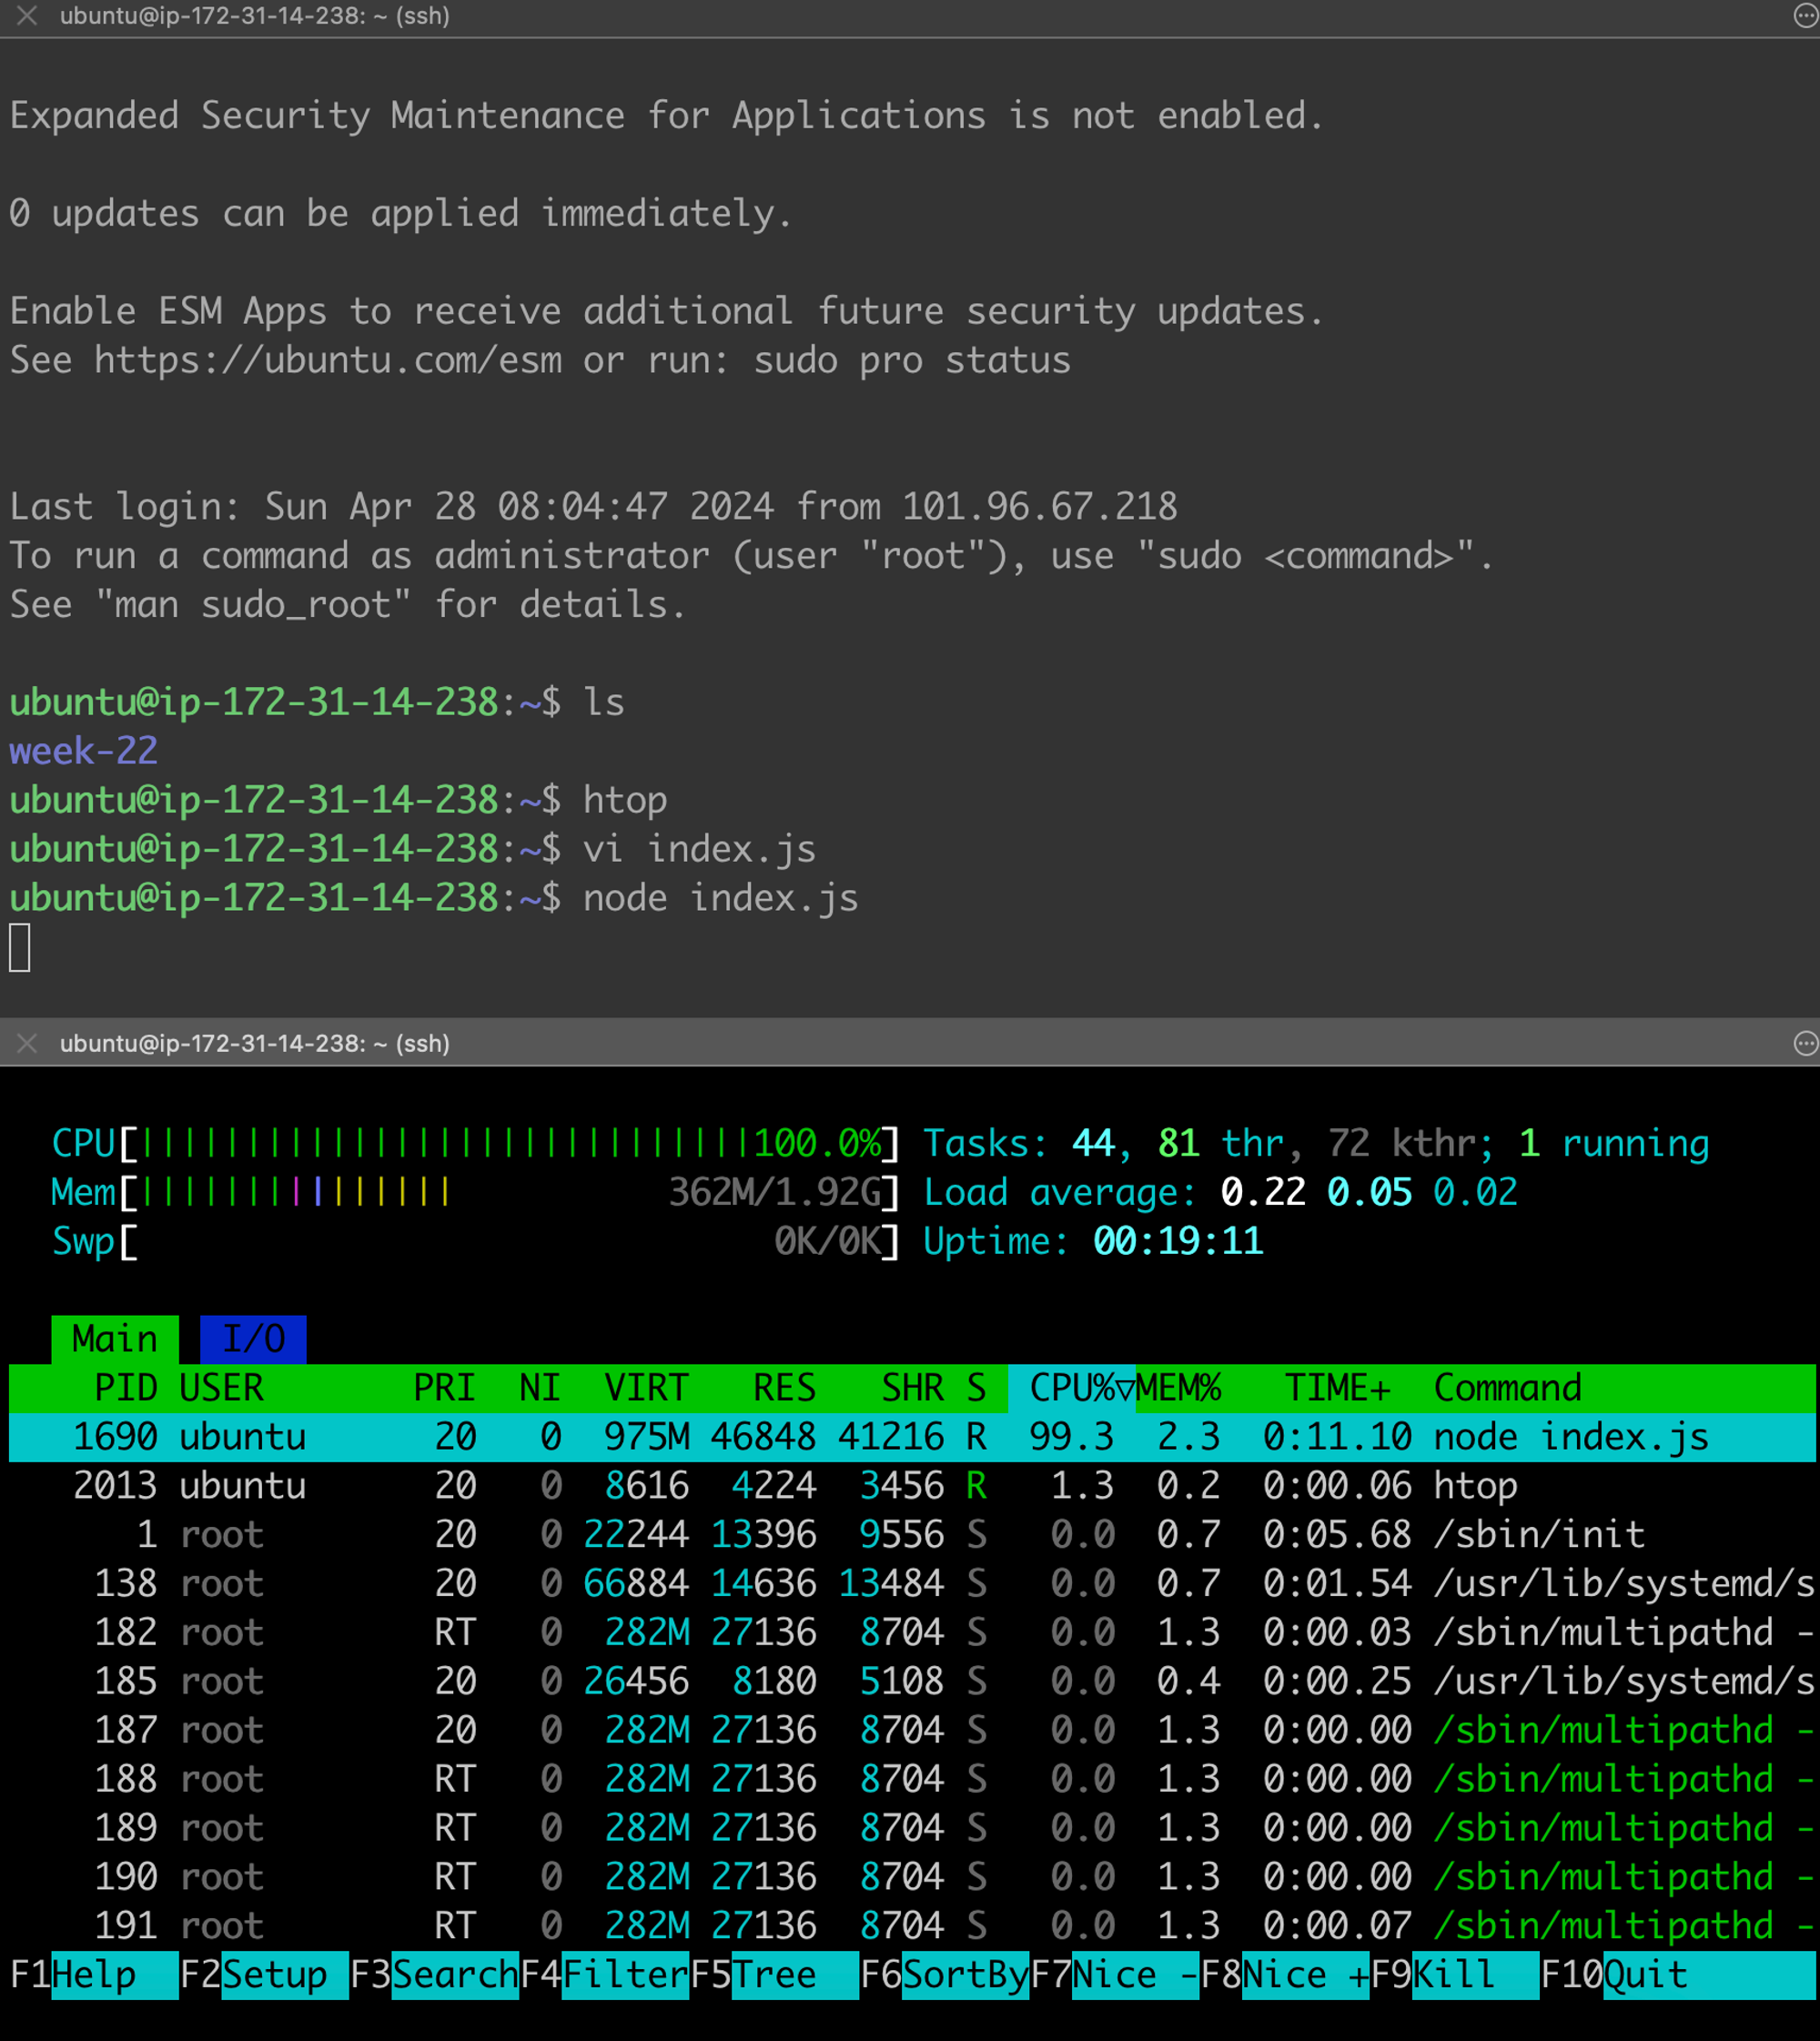 ubuntu@ip-172-31-14-238: ~ (ssh)
Expanded Security Maintenance for Applications is not enabled.
0 updates can be applied immediately.
Enable ESM Apps to receive additional future security updates.
See https://ubuntu.com/esm or run: sudo pro status
Last login: Sun Apr 28 08:04:47 2024 from 101.96.67.218
To run a command as administrator (user "root"), use "sudo <command>".
See "man sudo_root" for details.
ubuntu@ip-172-31-14-238:~$ ls
week-22
ubuntu@ip-172-31-14-238:~$ htop
ubuntu@ip-172-31-14-238:~$ vi index.js
ubuntu@ip-172-31-14-238:~$ node index.js
ubuntu@ip-172-31-14-238: ~ (ssh)
CPU[||||||||||||||||||||||||||||||100.0%] Tasks: 44, 81 thr, 72 kthr; 1 running
Mem[||||||||||||||| 362M/1.92G] Load average: 0.22 0.05 0.02
Swp[ 0K/0K] Uptime: 00:19:11
Main I/O
PID USER PRI NI VIRT RES SHR S CPU%▽MEM% TIME+ Command
1690 ubuntu 20 0 975M 46848 41216 R 99.3 2.3 0:11.10 node index.js
2013 ubuntu 20 0 8616 4224 3456 R 1.3 0.2 0:00.06 htop
1 root 20 0 22244 13396 9556 S 0.0 0.7 0:05.68 /sbin/init
138 root 20 0 66884 14636 13484 S 0.0 0.7 0:01.54 /usr/lib/systemd/s
182 root RT 0 282M 27136 8704 S 0.0 1.3 0:00.03 /sbin/multipathd -
185 root 20 0 26456 8180 5108 S 0.0 0.4 0:00.25 /usr/lib/systemd/s
187 root 20 0 282M 27136 8704 S 0.0 1.3 0:00.00 /sbin/multipathd -
188 root RT 0 282M 27136 8704 S 0.0 1.3 0:00.00 /sbin/multipathd -
189 root RT 0 282M 27136 8704 S 0.0 1.3 0:00.00 /sbin/multipathd -
190 root RT 0 282M 27136 8704 S 0.0 1.3 0:00.00 /sbin/multipathd -
191 root RT 0 282M 27136 8704 S 0.0 1.3 0:00.07 /sbin/multipathd -
F1Help F2Setup F3SearchF4FilterF5Tree F6SortByF7Nice -F8Nice +F9Kill F10Quit